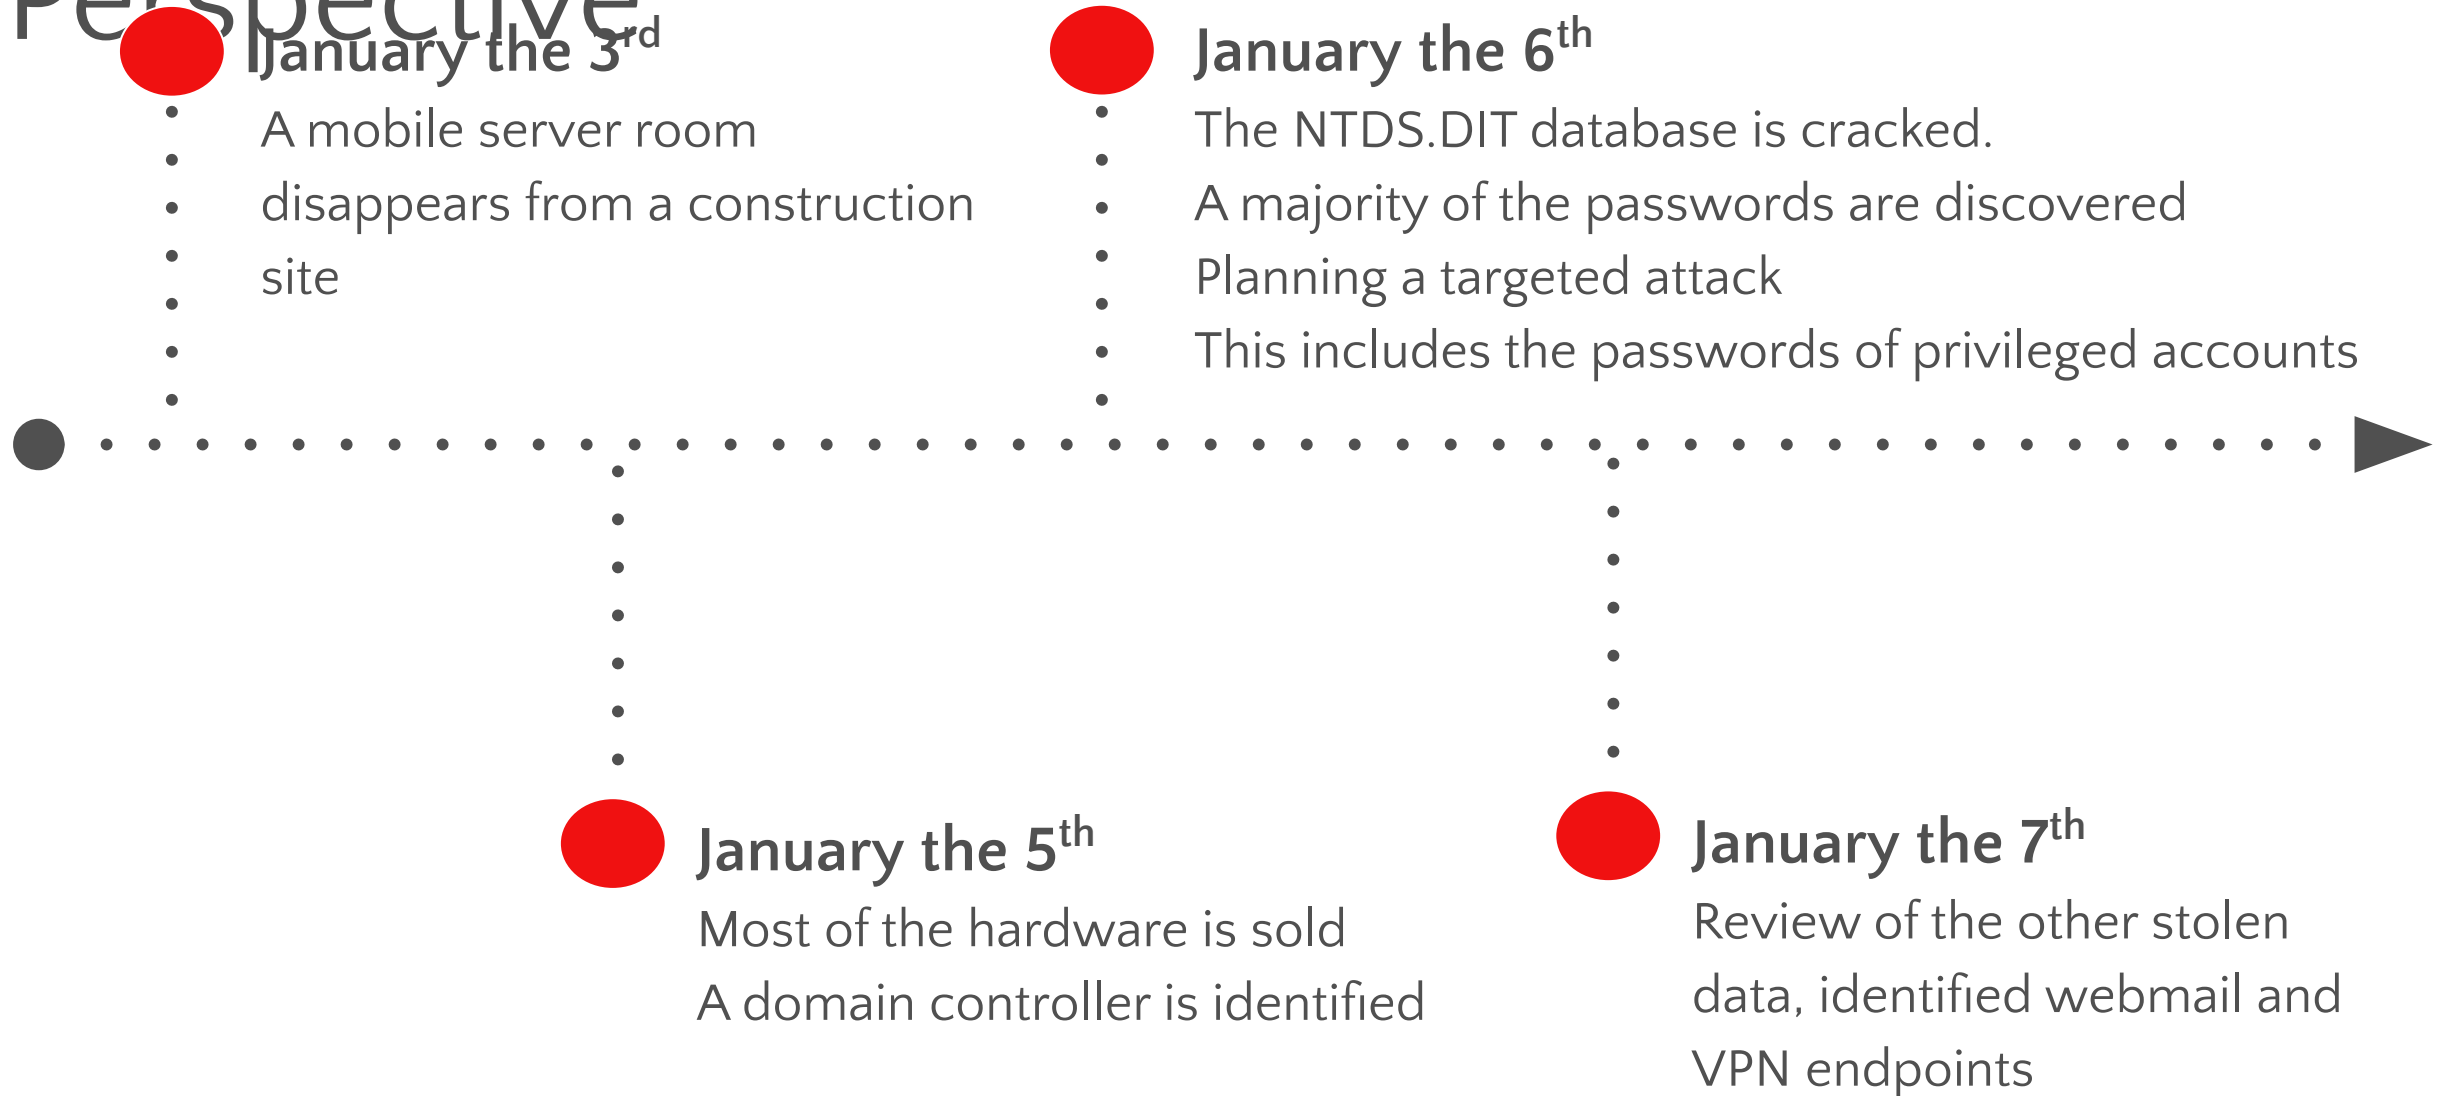 Perspective
January the 3rd
A mobile server room
disappears from a construction
site
January the 6th
The NTDS.DIT database is cracked.
A majority of the passwords are discovered
Planning a targeted attack
This includes the passwords of privileged accounts
January the 5th
Most of the hardware is sold
A domain controller is identified
January the 7th
Review of the other stolen
data, identified webmail and
VPN endpoints